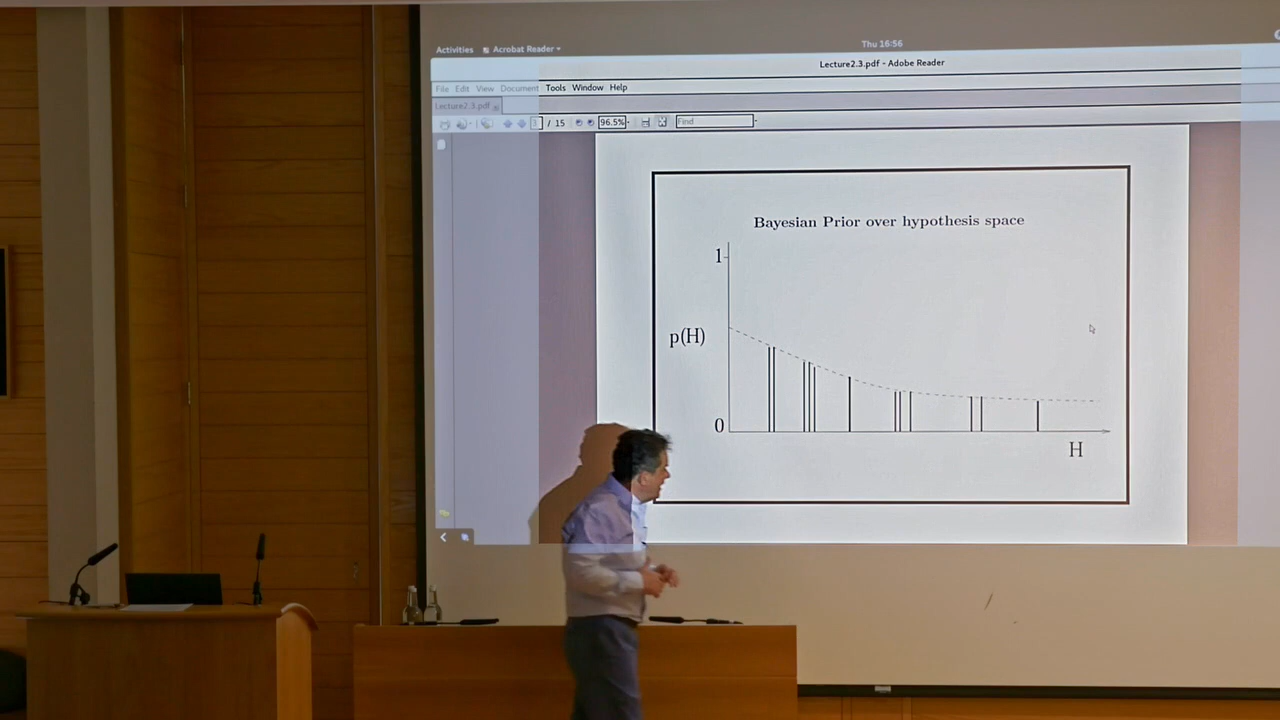 Activities Acrobat Reader Thu 16:56
Lecture2.3.pdf - Adobe Reader
File Edit View Document Tools Window Help
Lecture2.3.pdf
/ 15 96.5% Find
Bayesian Prior over hypothesis space
1
p(H)
0
H